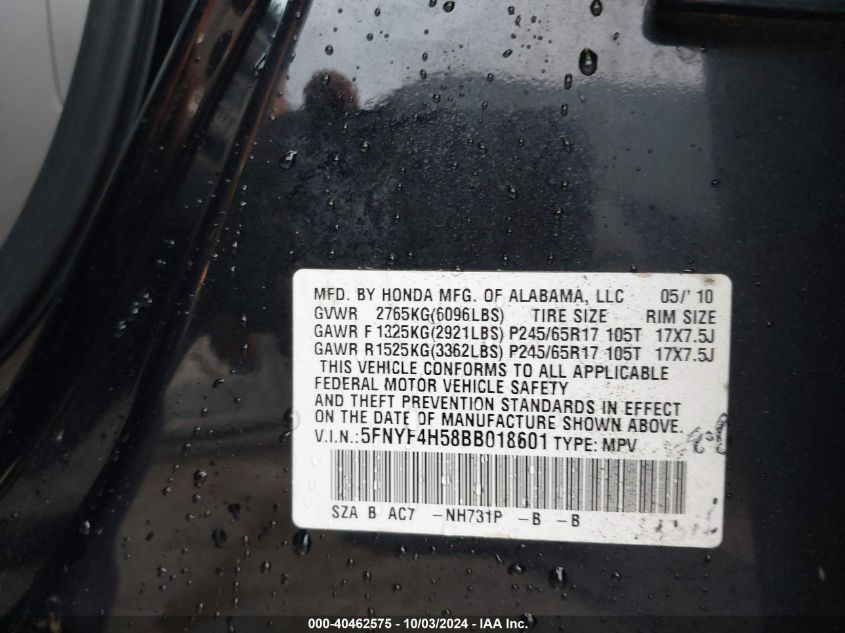 MFD. BY HONDA MFG. OF ALABAMA, LLC 05/' 10
GVWR 2765KG(6096LBS) TIRE SIZE RIM SIZE
GAWR F 1325KG(2921LBS) P245/65R17 105T 17X7.5J
GAWR R1525KG(3362LBS) P245/65R17 105T 17X7.5J
THIS VEHICLE CONFORMS TO ALL APPLICABLE
FEDERAL MOTOR VEHICLE SAFETY
AND THEFT PREVENTION STANDARDS IN EFFECT
ON THE DATE OF MANUFACTURE SHOWN ABOVE.
V.I.N.:5FNYF4H58BB018601 TYPE: MPV
SZA B AC7 -NH731P -B -B
000-40462575 - 10/03/2024 - IAA Inc.